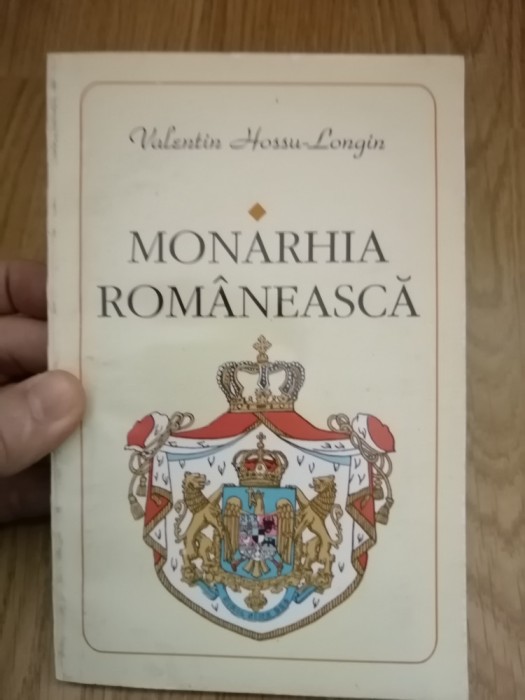 Valentin Hossu-Longin
MONARHIA
ROMÂNEASCĂ